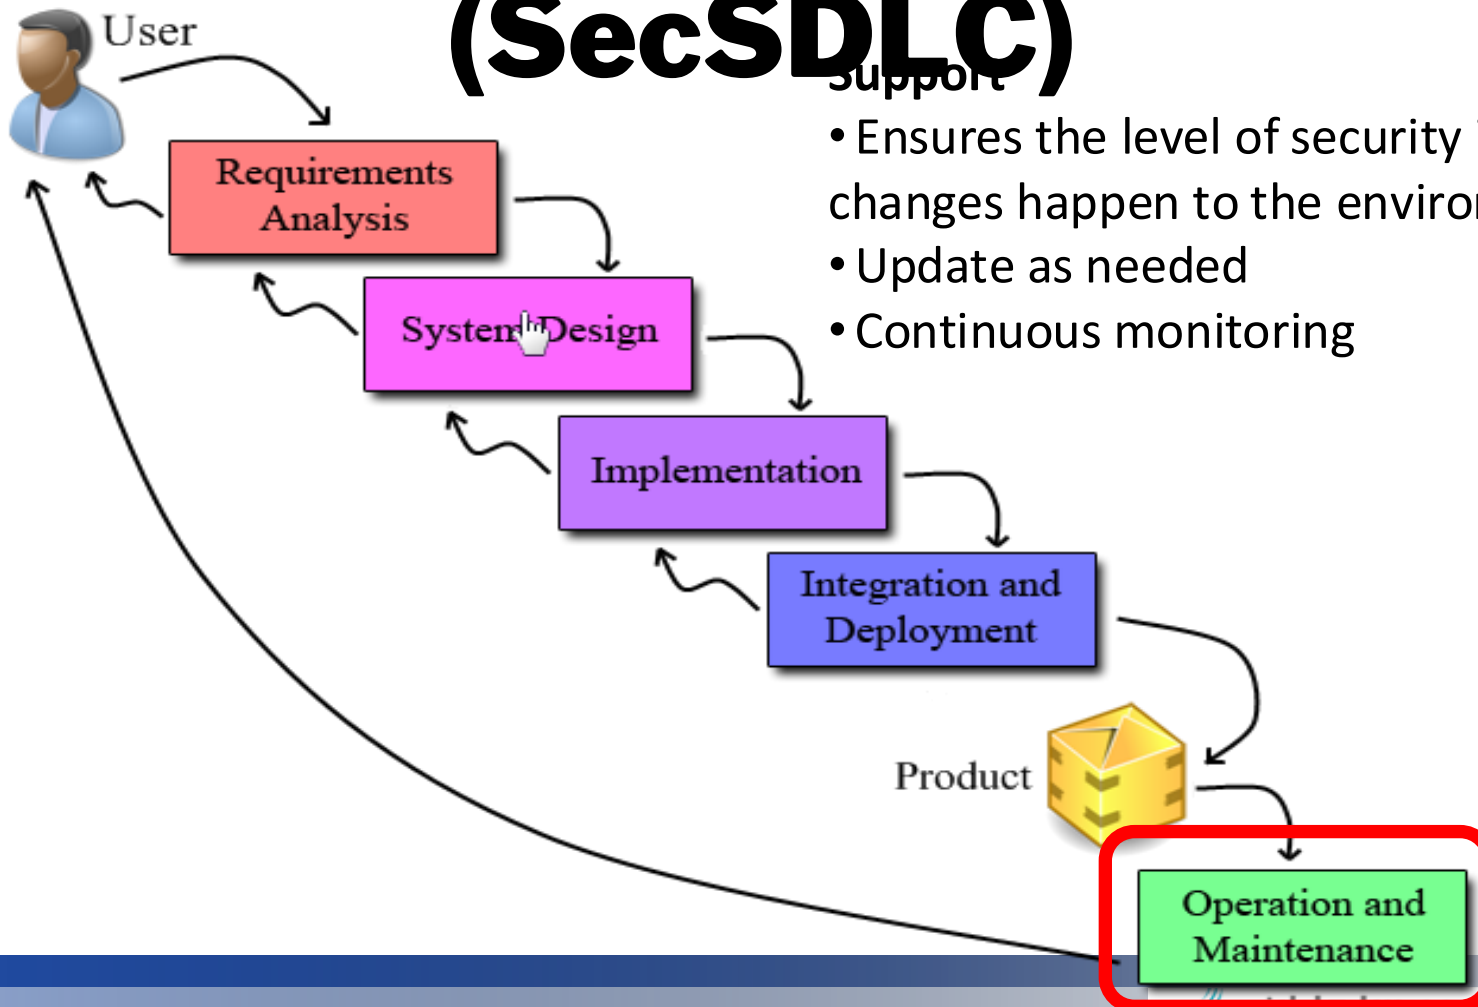 (SecSDLC)
User
Support
• Ensures the level of security
changes happen to the
• Update as needed
• Continuous monitoring
Requirements
Analysis
System Design
Implementation
Integration and
Deployment
Product
Operation and
Maintenance